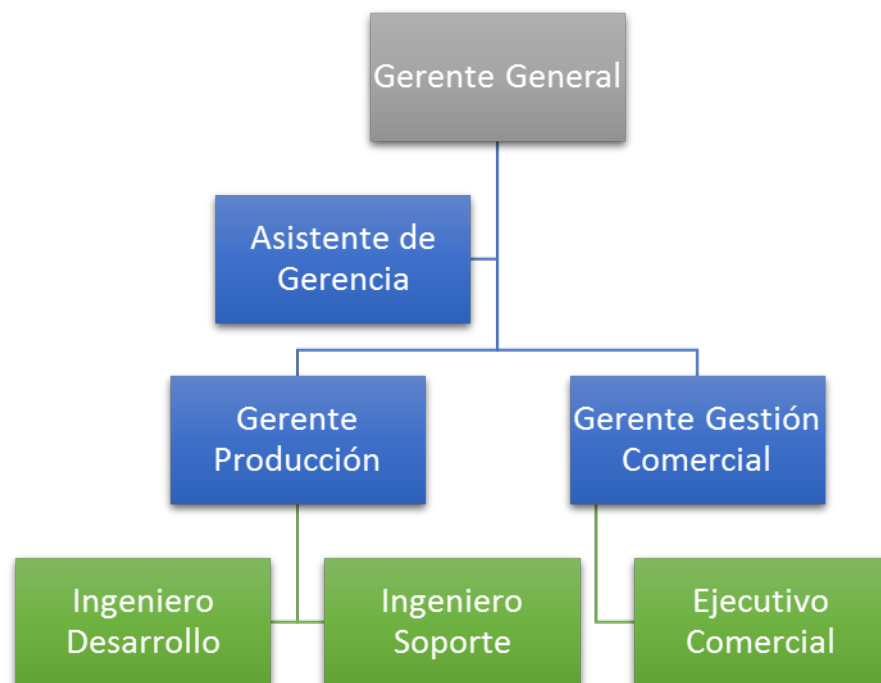 Gerente General
Asistente de
Gerencia
Gerente
Producción
Gerente Gestión
Comercial
Ingeniero
Desarrollo
Ingeniero
Soporte
Ejecutivo
Comercial